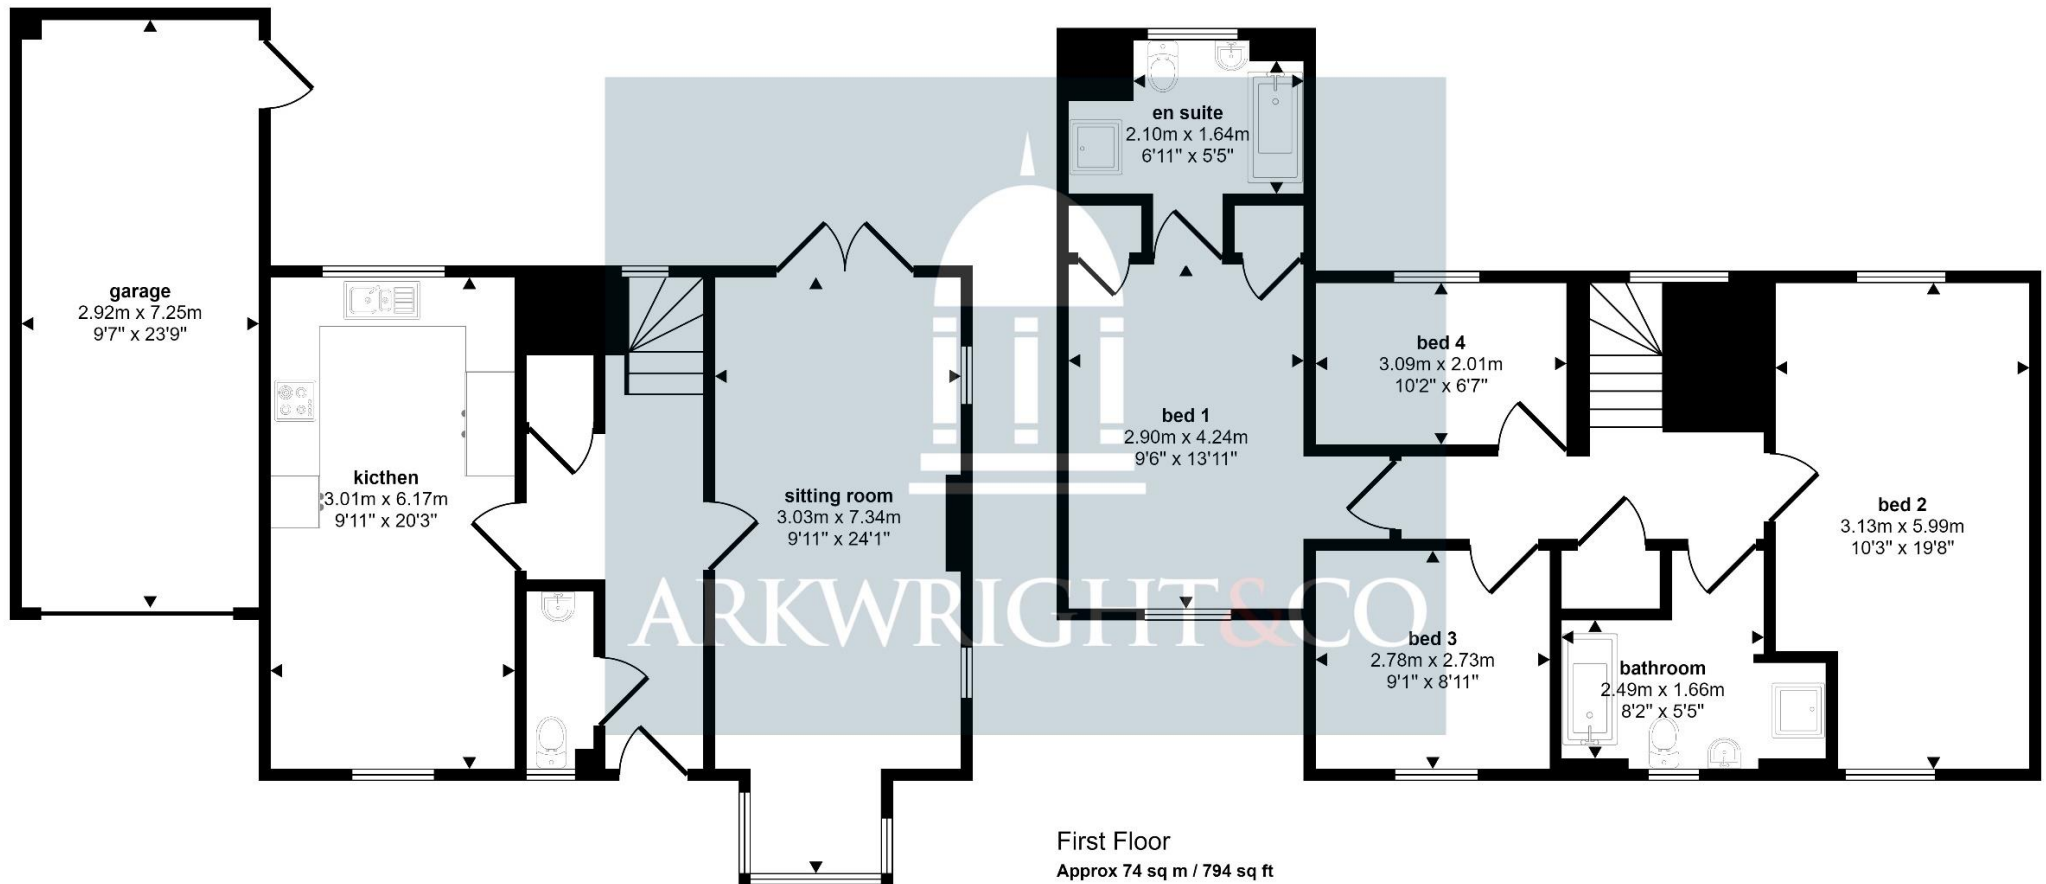 garage
2.92m x 7.25m
9'7" x 23'9"
kicthen
3.01m x 6.17m
9'11" x 20'3"
sitting room
3.03m x 7.34m
9'11" x 24'1"
en suite
2.10m x 1.64m
6'11" x 5'5"
bed 1
2.90m x 4.24m
9'6" x 13'11"
bed 4
3.09m x 2.01m
10'2" x 6'7"
bed 2
3.13m x 5.99m
10'3" x 19'8"
bed 3
2.78m x 2.73m
9'1" x 8'11"
bathroom
2.49m x 1.66m
8'2" x 5'5"
ARKWRIGHT&CO
First Floor
Approx 74 sq m / 794 sq ft